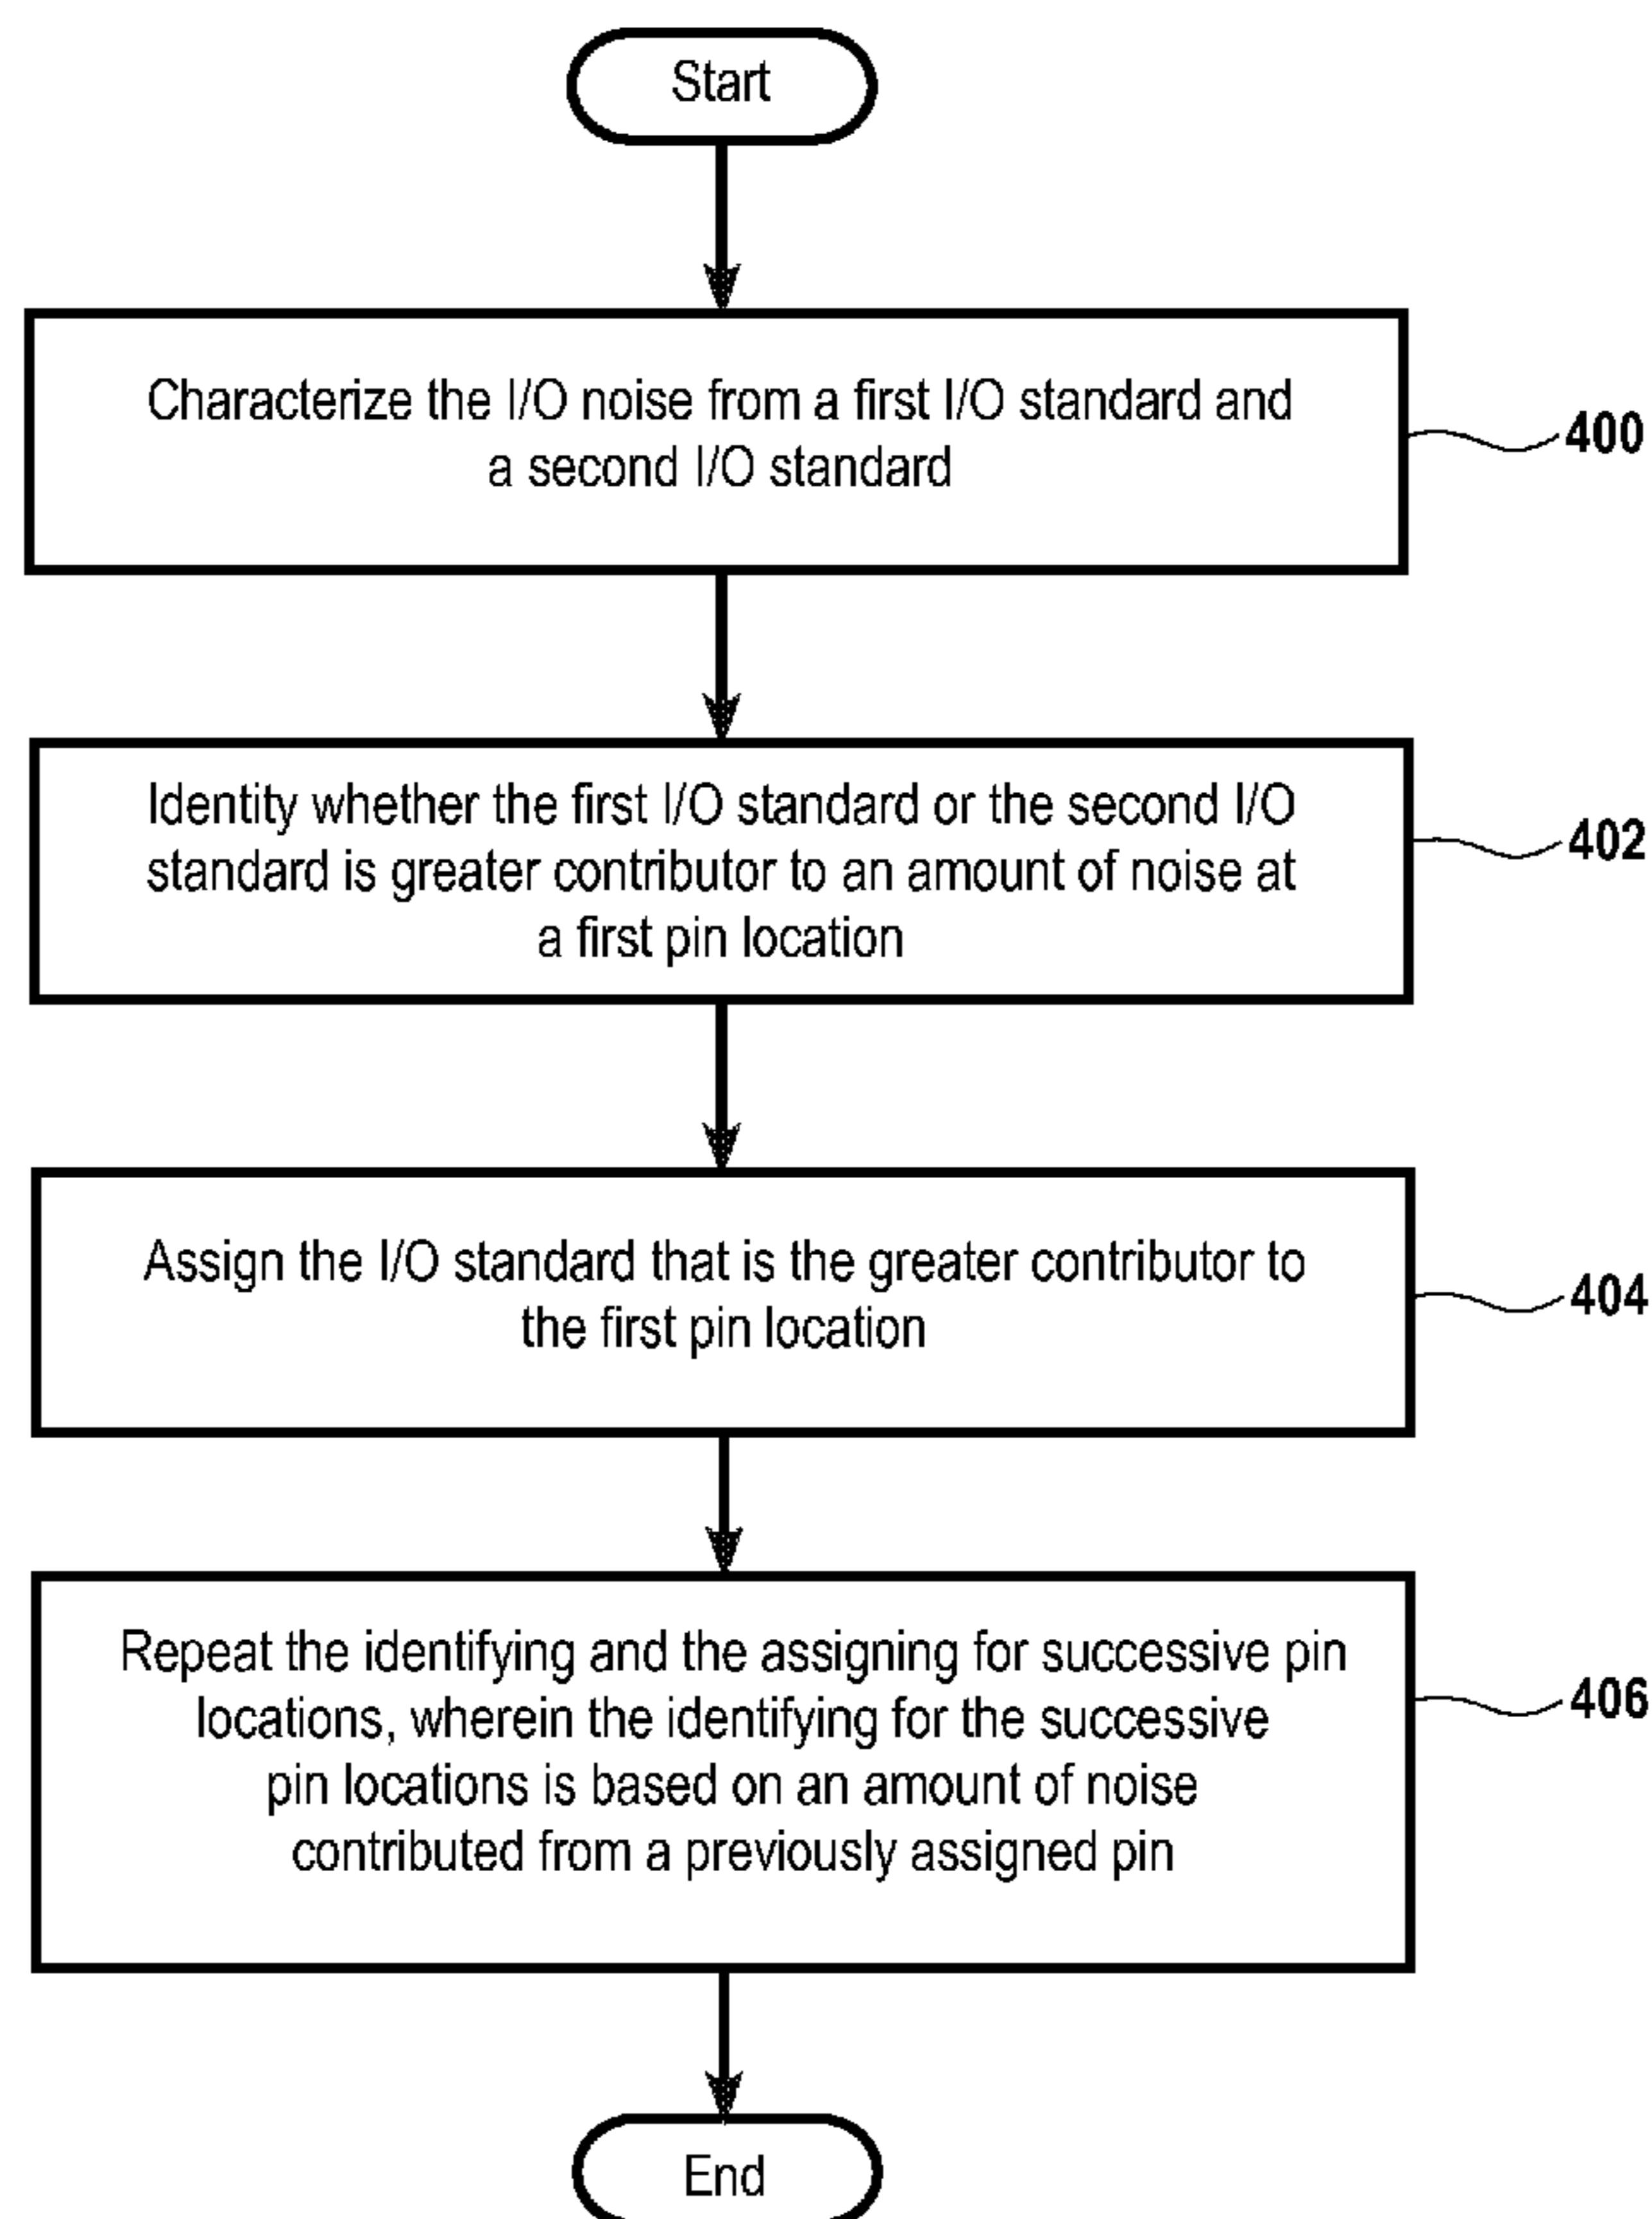 Start
Characterize the I/O noise from a first I/O standard and
a second I/O standard
400
Identity whether the first I/O standard or the second I/O
standard is greater contributor to an amount of noise at
a first pin location
402
Assign the I/O standard that is the greater contributor to
the first pin location
404
Repeat the identifying and the assigning for successive pin
locations, wherein the identifying for the successive
pin locations is based on an amount of noise
contributed from a previously assigned pin
406
End